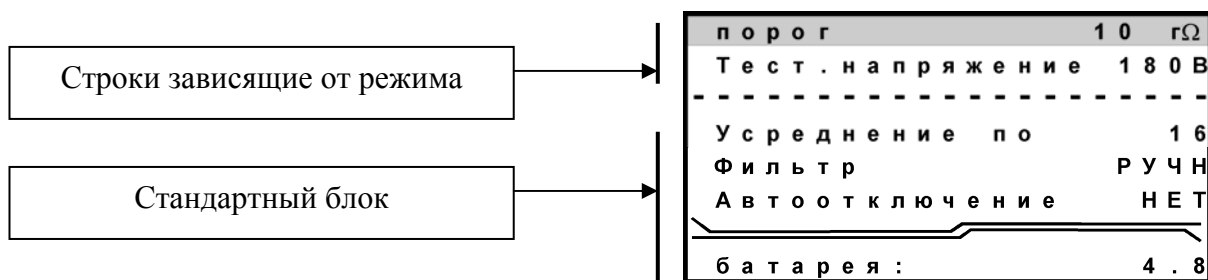 Строки зависящие от режима
Стандартный блок
порог 10 гΩ
Тест.напряжение 180В
Усреднение по 16
Фильтр РУЧН
Автоотключение НЕТ
батарея: 4.8